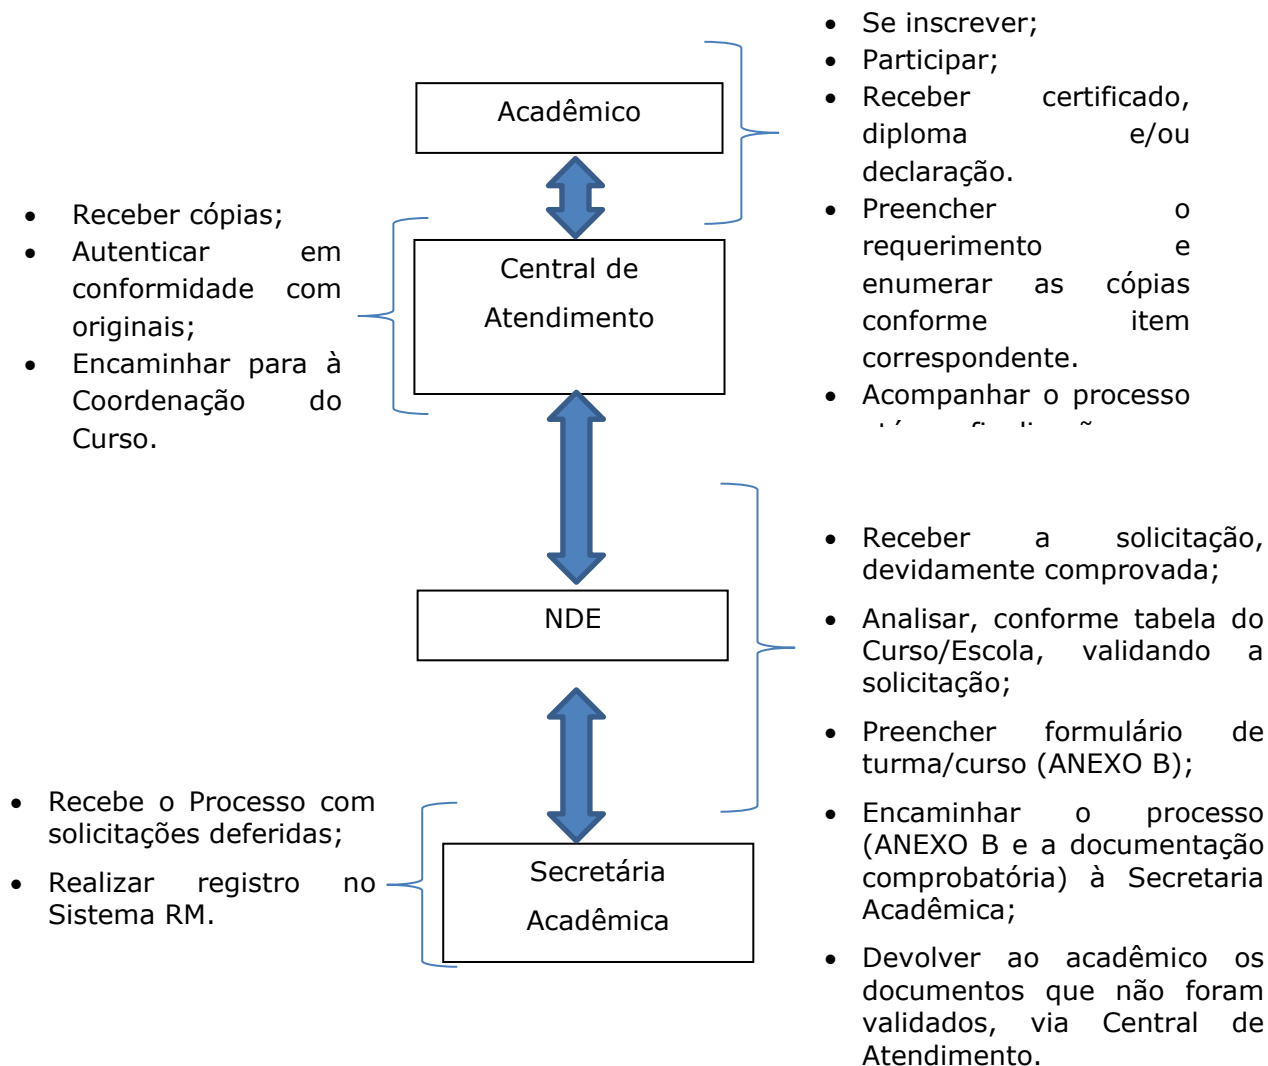 Acadêmico
• Se inscrever;
• Participar;
• Receber certificado,
diploma e/ou
declaração.
• Preencher o
requerimento e
enumerar as cópias
conforme item
correspondente.
• Acompanhar o processo
Central de
Atendimento
• Receber cópias;
• Autenticar em
conformidade com
originais;
• Encaminhar para à
Coordenação do
Curso.
NDE
• Receber a solicitação,
devidamente comprovada;
• Analisar, conforme tabela do
Curso/Escola, validando a
solicitação;
• Preencher formulário de
turma/curso (ANEXO B);
• Encaminhar o processo
(ANEXO B e a documentação
comprobatória) à Secretaria
Acadêmica;
• Devolver ao acadêmico os
documentos que não foram
validados, via Central de
Atendimento.
Secretária
Acadêmica
• Recebe o Processo com
solicitações deferidas;
• Realizar registro no
Sistema RM.